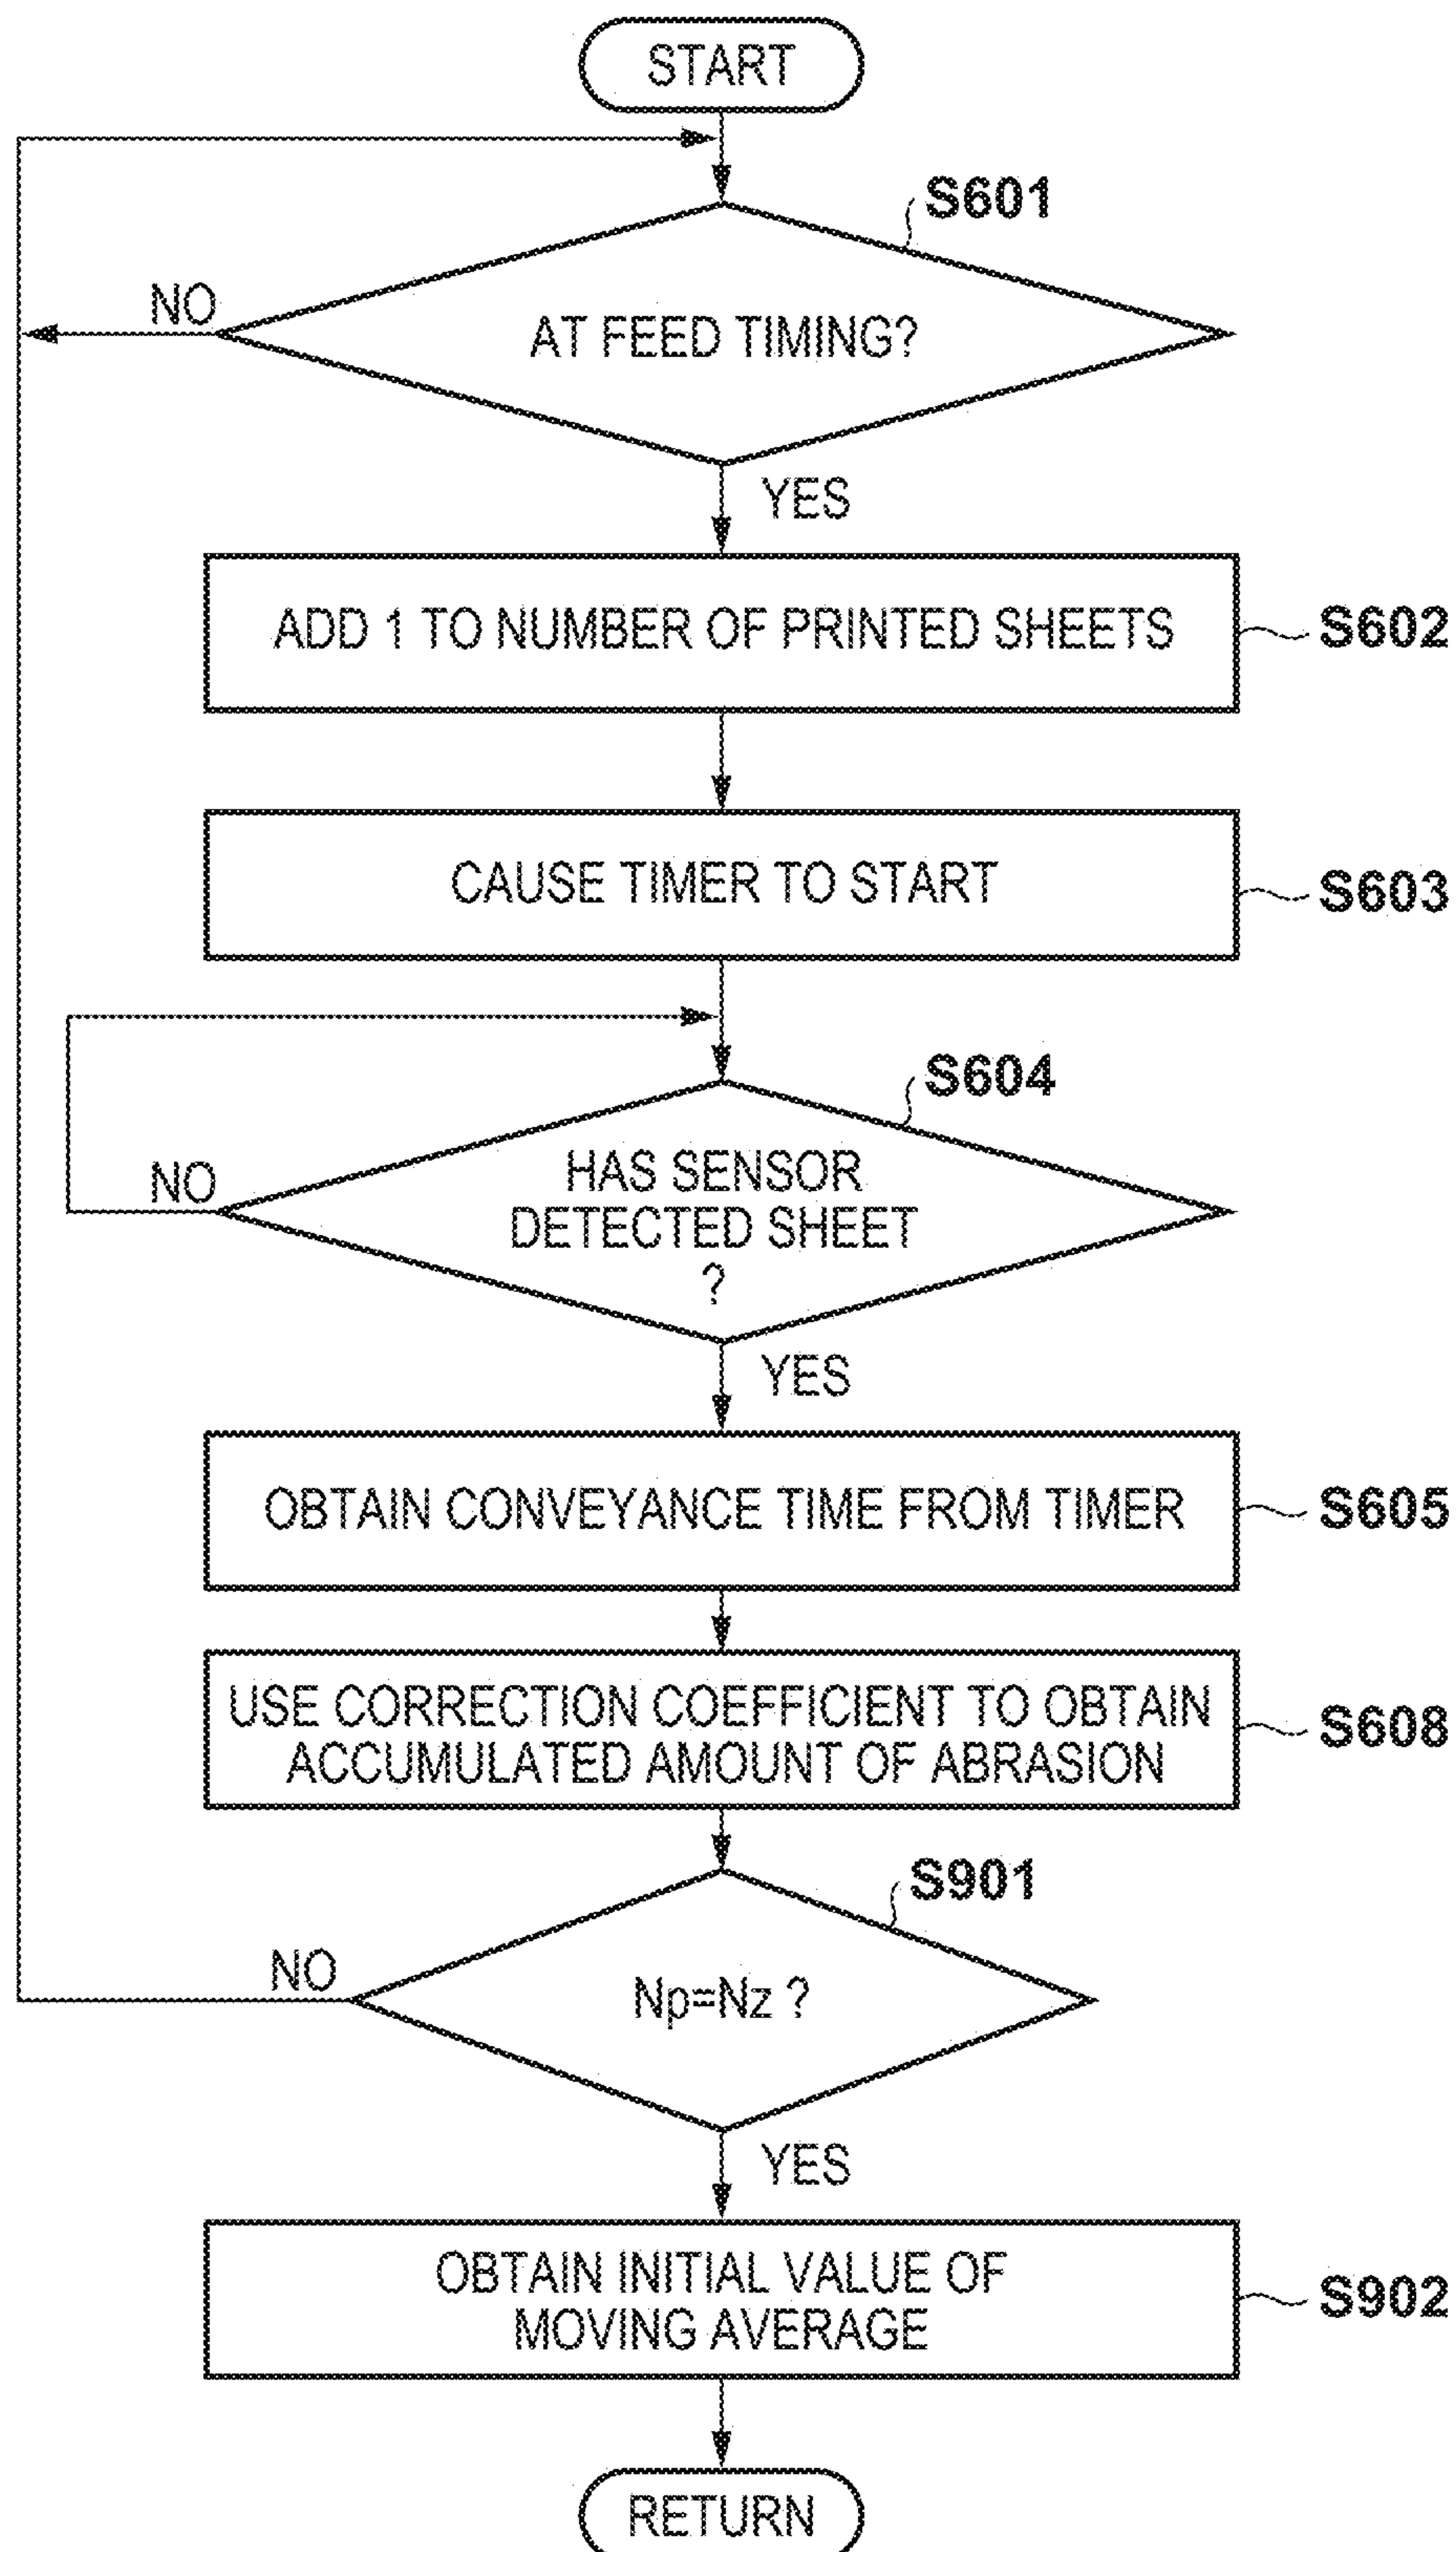 START
S601
NO
AT FEED TIMING?
YES
ADD 1 TO NUMBER OF PRINTED SHEETS
S602
CAUSE TIMER TO START
S603
S604
HAS SENSOR
DETECTED SHEET
?
NO
YES
OBTAIN CONVEYANCE TIME FROM TIMER
S605
USE CORRECTION COEFFICIENT TO OBTAIN
ACCUMULATED AMOUNT OF ABRASION
S608
S901
NO
Np=Nz ?
YES
OBTAIN INITIAL VALUE OF
MOVING AVERAGE
S902
RETURN